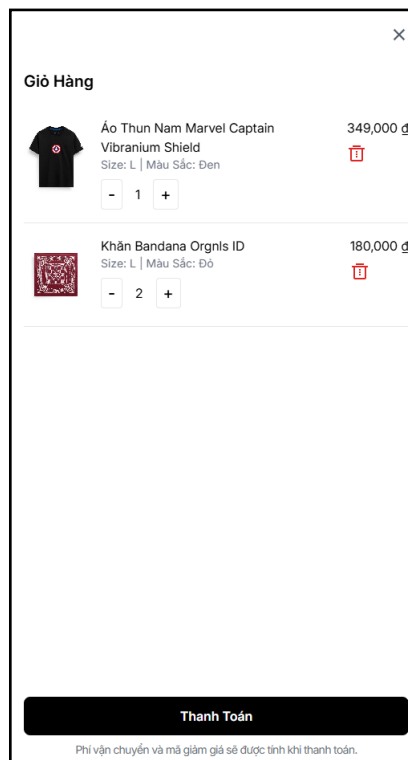 ×
Giỏ Hàng
Áo Thun Nam Marvel Captain
Vibranium Shield
349,000 ₫
Size: L | Màu Sắc: Đen
- 1 +
Khăn Bandana Orgnls ID
180,000 ₫
Size: L | Màu Sắc: Đỏ
- 2 +
Thanh Toán
Phí vận chuyển và mã giảm giá sẽ được tính khi thanh toán.